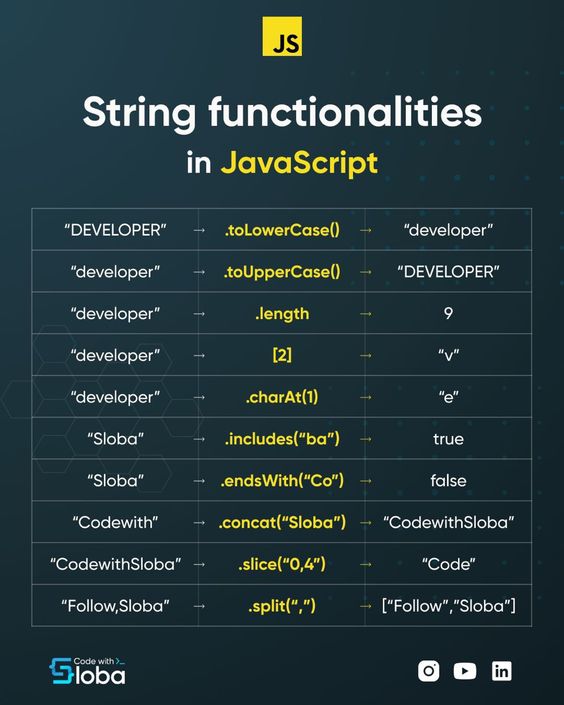 JS
String functionalities
in JavaScript
“DEVELOPER” → .toLowerCase() → “developer”
“developer” → .toUpperCase() → “DEVELOPER”
“developer” → .length → 9
“developer” → [2] → “v”
“developer” → .charAt(1) → “e”
“Sloba” → .includes(“ba”) → true
“Sloba” → .endsWith(“Co”) → false
“Codewith” → .concat(“Sloba”) → “CodewithSloba”
“CodewithSloba” → .slice(“0,4”) → “Code”
“Follow,Sloba” → .split(“,”) → [“Follow”,”Sloba”]
Code with >_
Sloba
in